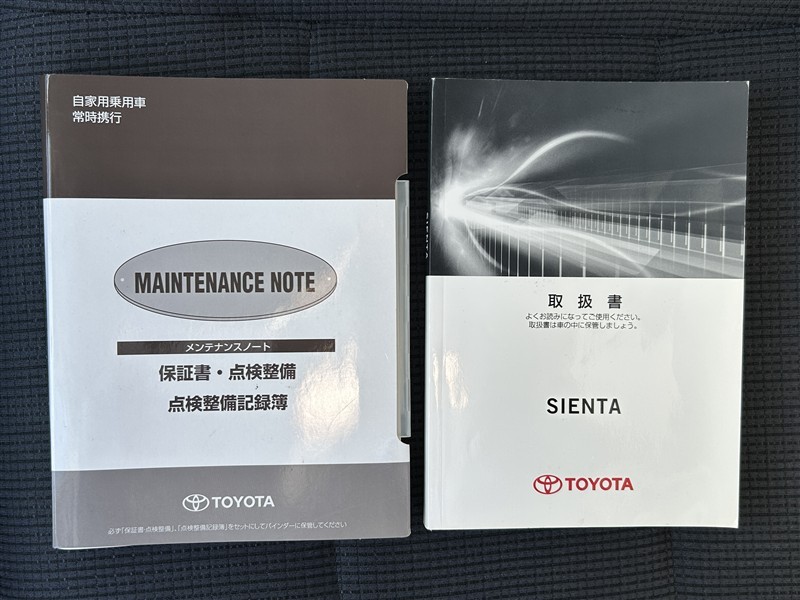 自家用乗用車
常時携行
MAINTENANCE NOTE
メンテナンスノート
保証書・点検整備
点検整備記録簿
TOYOTA
必ず「保証書・点検整備」、「点検整備記録簿」をセットにしてバインダーに保管してください
SIENTA
取扱書
よくお読みになってご使用ください。
取扱書は車の中に保管しましょう。
SIENTA
TOYOTA